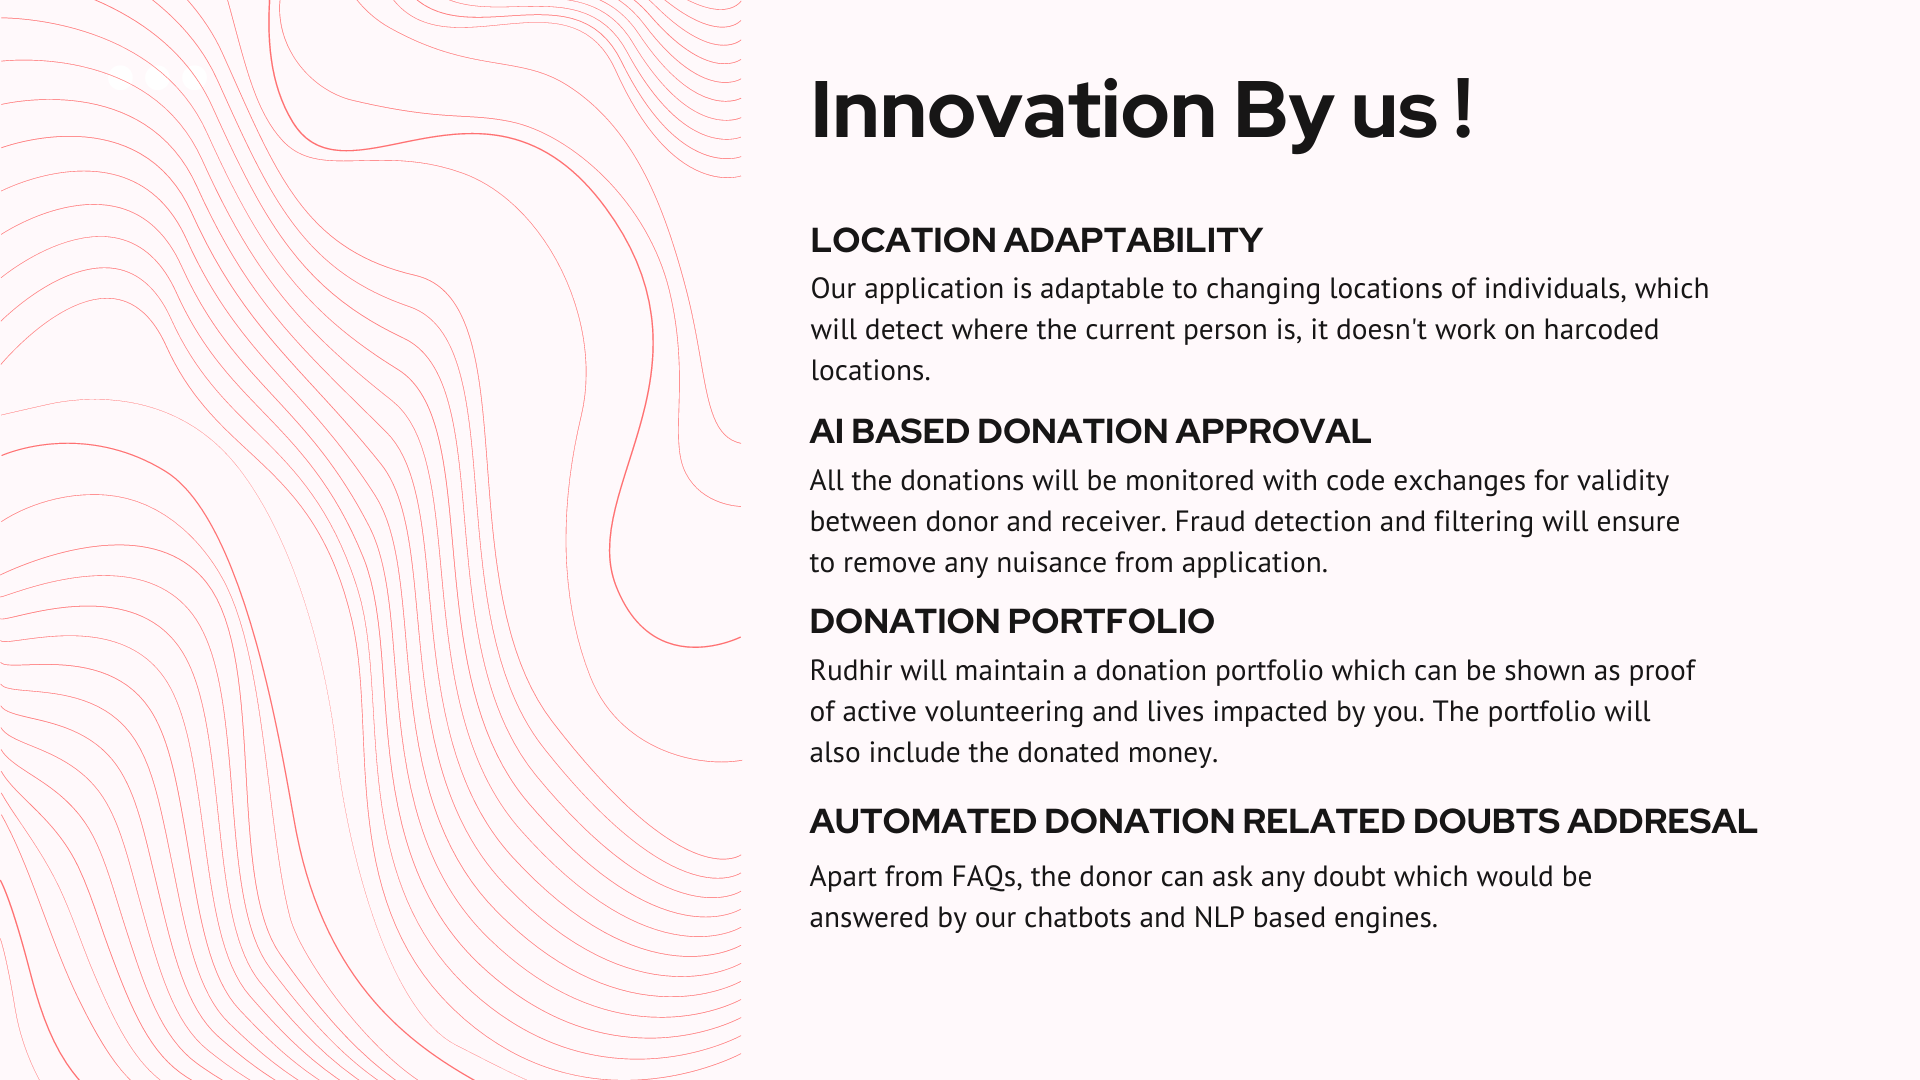 Innovation By us !
LOCATION ADAPTABILITY
Our application is adaptable to changing locations of individuals, which
will detect where the current person is, it doesn't work on harcoded
locations.
AI BASED DONATION APPROVAL
All the donations will be monitored with code exchanges for validity
between donor and receiver. Fraud detection and filtering will ensure
to remove any nuisance from application.
DONATION PORTFOLIO
Rudhir will maintain a donation portfolio which can be shown as proof
of active volunteering and lives impacted by you. The portfolio will
also include the donated money.
AUTOMATED DONATION RELATED DOUBTS ADDRESAL
Apart from FAQs, the donor can ask any doubt which would be
answered by our chatbots and NLP based engines.